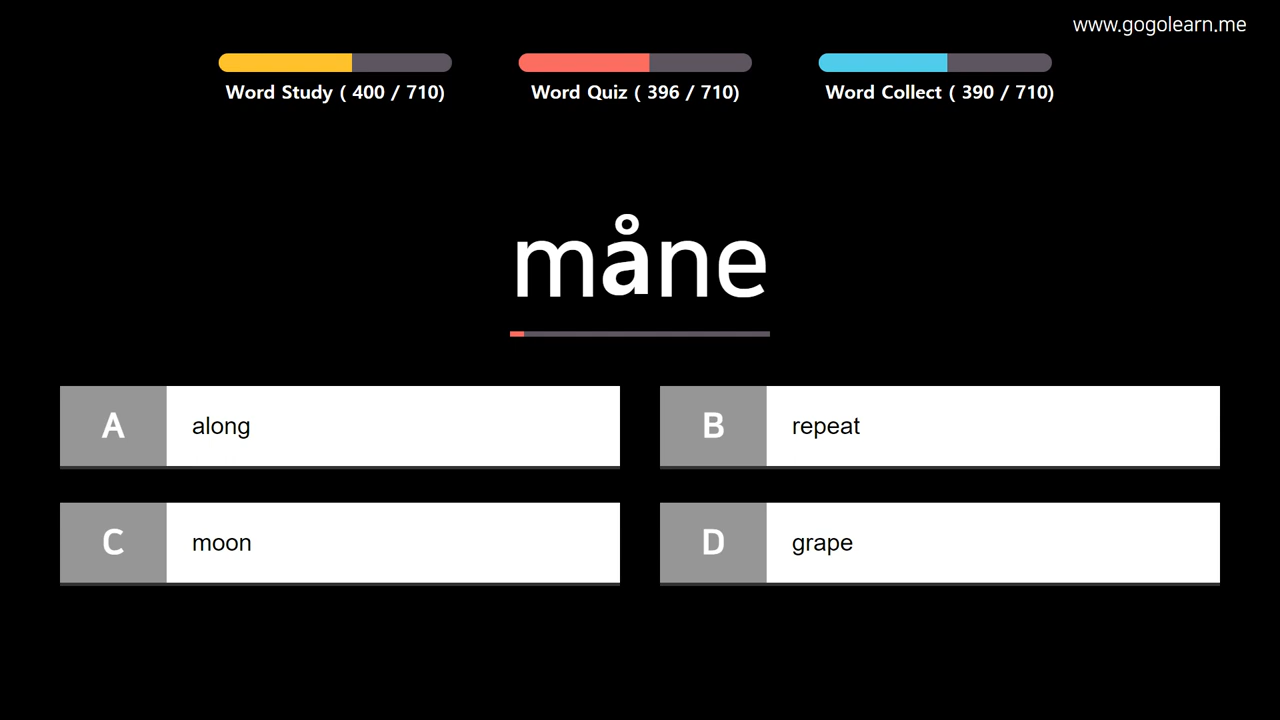 www.gogolearn.me
Word Study ( 400 / 710)
Word Quiz ( 396 / 710)
Word Collect ( 390 / 710)
måne
A along
B repeat
C moon
D grape